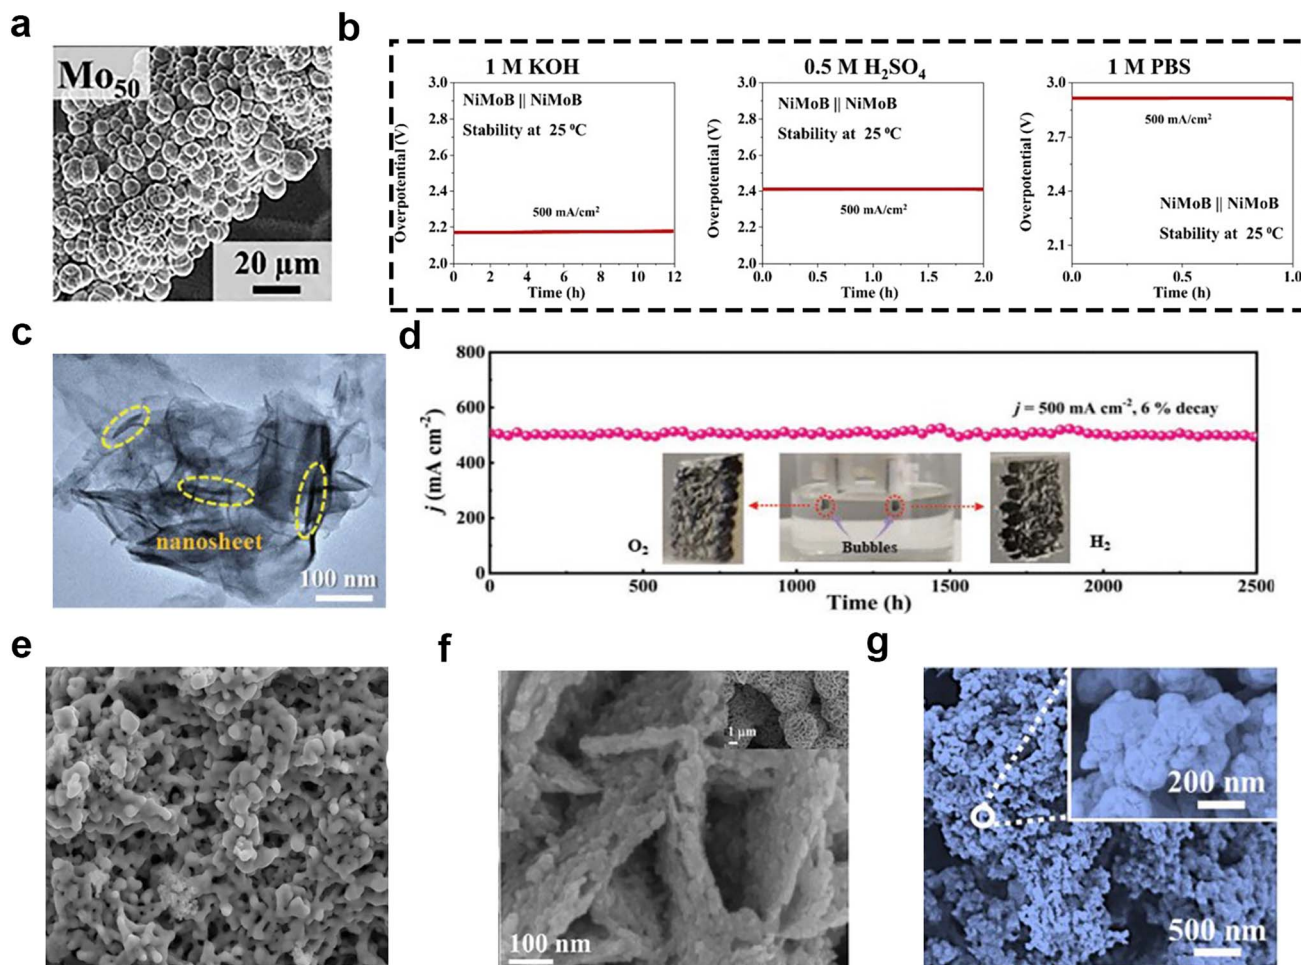 a
Mo50
20 μm
b
1 M KOH
3.0
2.8
2.6
2.4
2.2
2.0
Overpotential (V)
NiMoB || NiMoB
Stability at 25 ⁰C
500 mA/cm²
0 2 4 6 8 10 12
Time (h)
0.5 M H₂SO₄
3.0
2.8
2.6
2.4
2.2
2.0
Overpotential (V)
NiMoB || NiMoB
Stability at 25 ⁰C
500 mA/cm²
0.0 0.5 1.0 1.5 2.0
Time (h)
1 M PBS
3.0
2.7
2.4
2.1
Overpotential (V)
500 mA/cm²
NiMoB || NiMoB
Stability at 25 ⁰C
0.0 0.5 1.0
Time (h)
c
nanosheet
100 nm
d
800
600
400
200
0
j (mA cm⁻²)
j = 500 mA cm⁻², 6 % decay
O₂
Bubbles
H₂
0 500 1000 1500 2000 2500
Time (h)
e
f
1 μm
100 nm
g
200 nm
500 nm